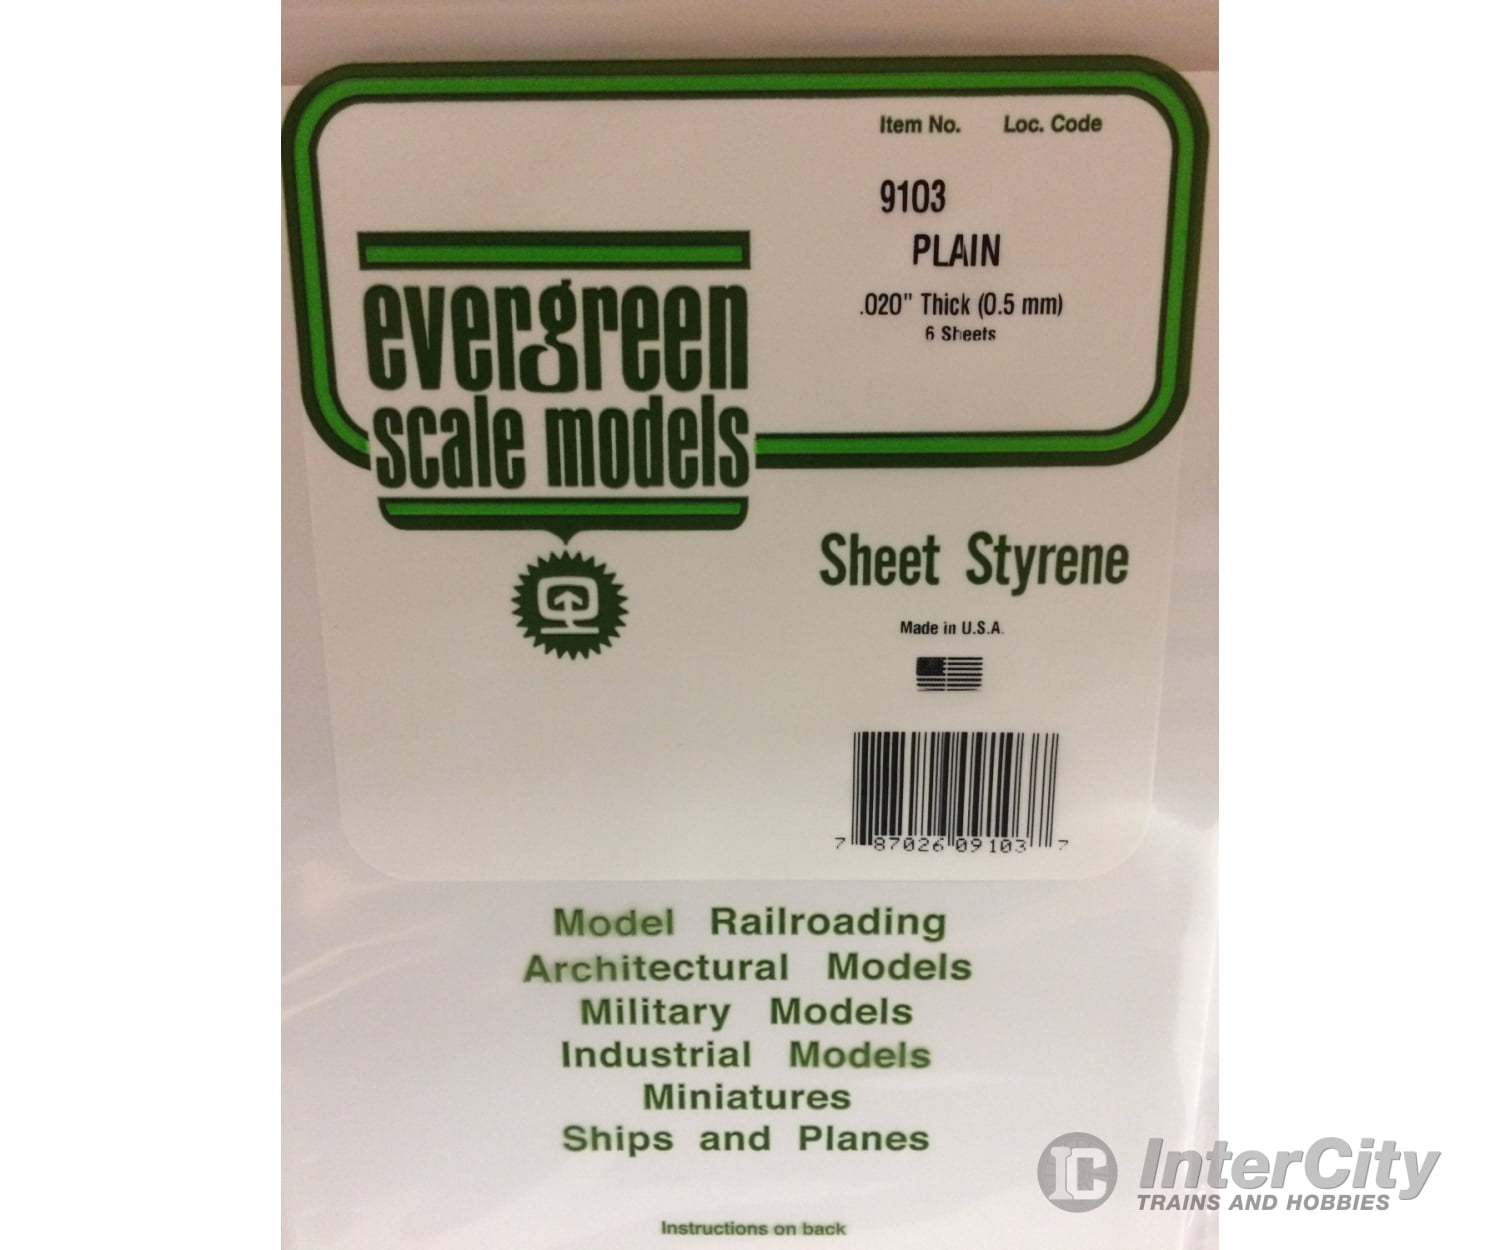 Item No. Loc. Code
9103
PLAIN
.020" Thick (0.5 mm)
6 Sheets
evergreen
scale models
Sheet Styrene
Made in U.S.A.
7 87026 09103 7
Model Railroading
Architectural Models
Military Models
Industrial Models
Miniatures
Ships and Planes
Instructions on back
IC InterCity
TRAINS AND HOBBIES